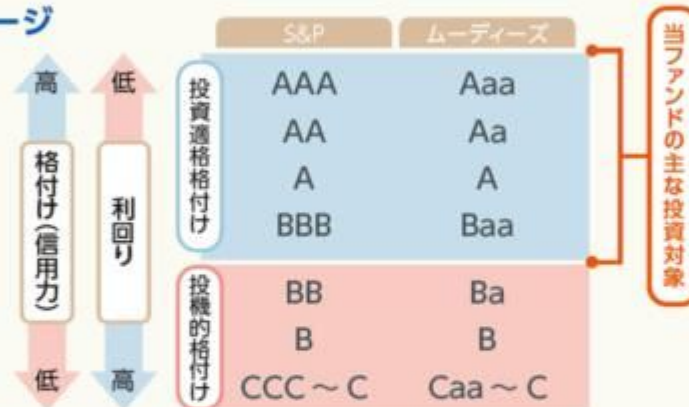 ージ
S&P ムーディーズ
高 低
格付け(信用力)
利回り
低 高
投資適格格付け
AAA Aaa
AA Aa
A A
BBB Baa
投機的格付け
BB Ba
B B
CCC ~ C Caa ~ C
当ファンドの主な投資対象